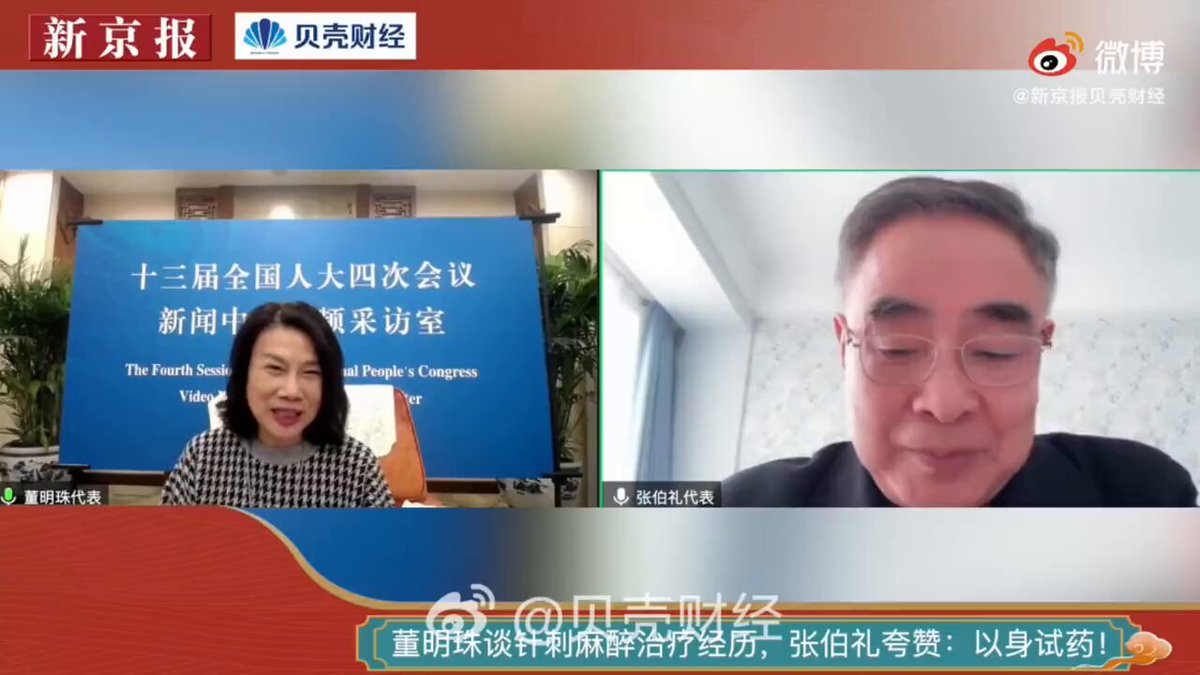 新京报
贝壳财经
微博
@新京报贝壳财经
十三届全国人大四次会议
新闻中 频采访室
The Fourth Sessio nal People's Congress
Video ter
董明珠代表
张伯礼代表
@贝壳财经
董明珠谈针刺麻醉治疗经历，张伯礼夸赞：以身试药！